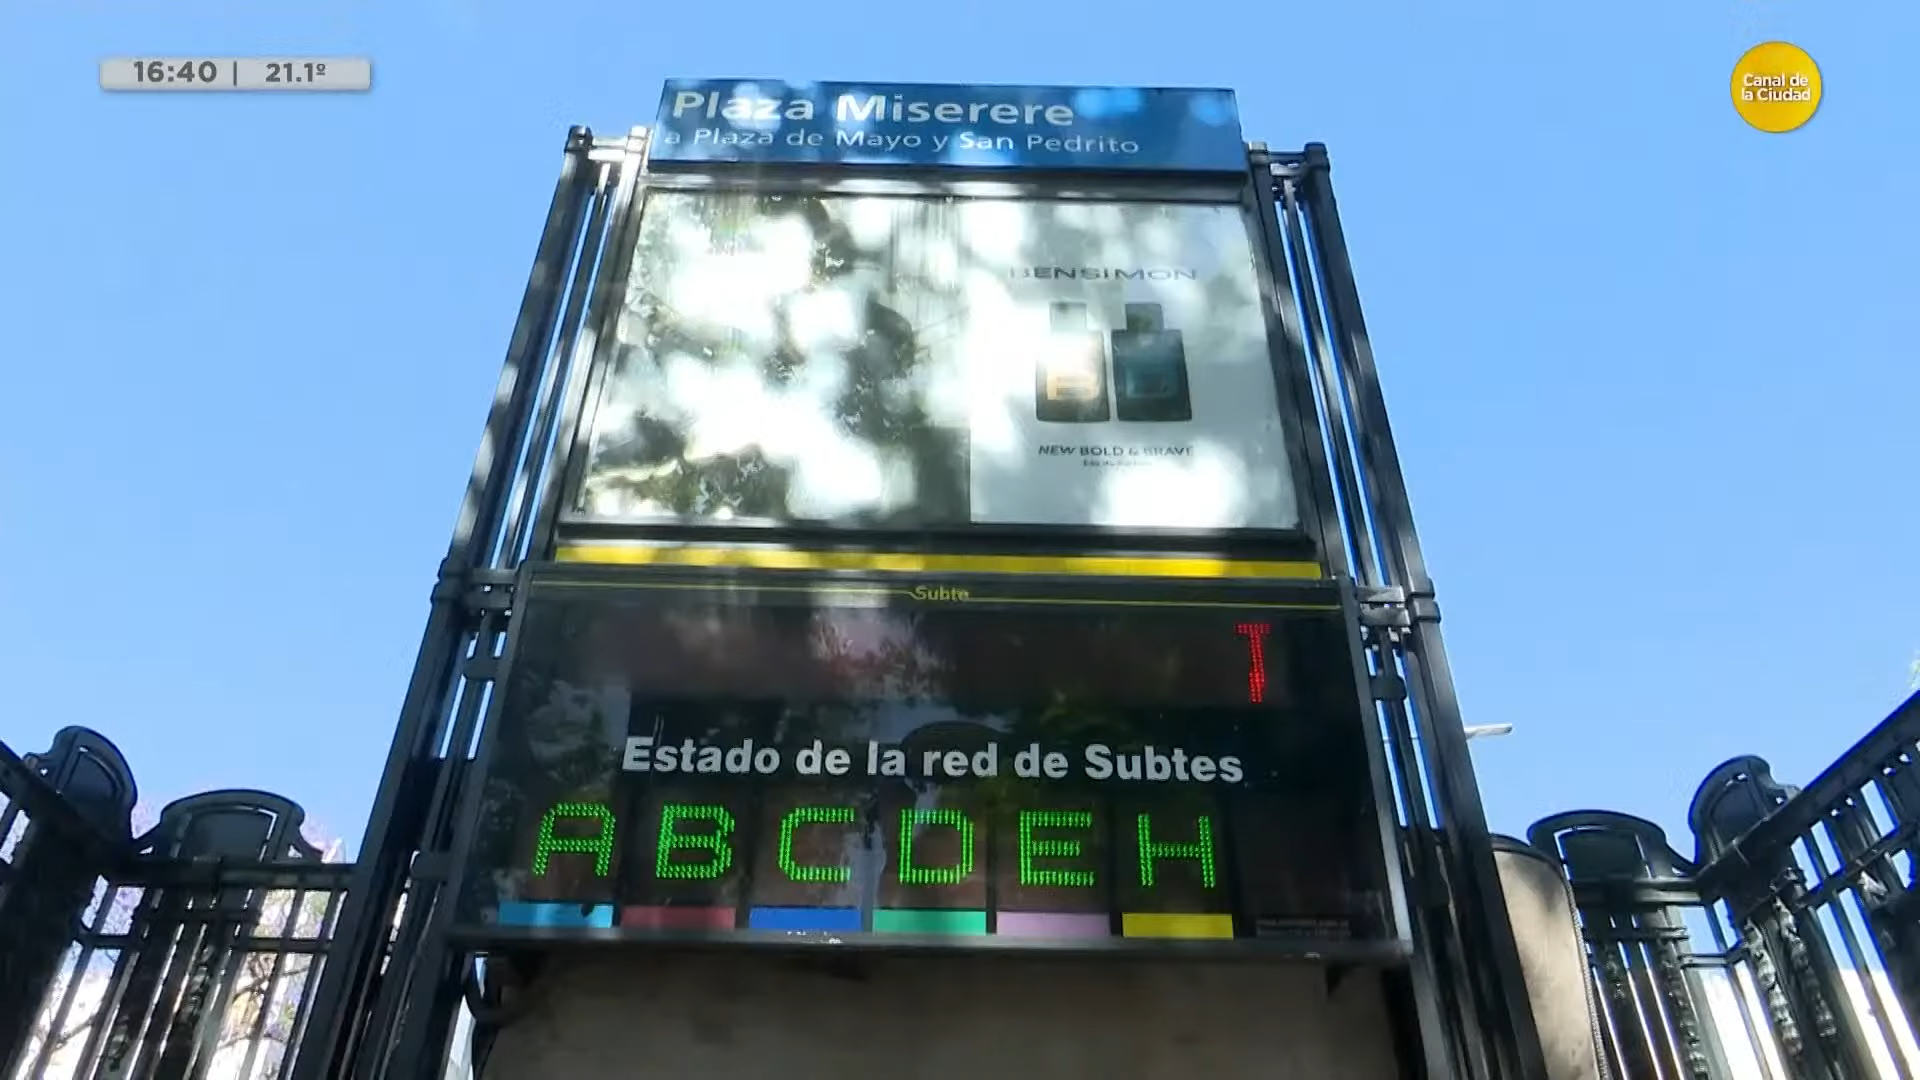 16:40 | 21.1º
Canal de
la Ciudad
Plaza Miserere
a Plaza de Mayo y San Pedrito
BENSIMON
NEW BOLD & BRAVE
Subte
T
Estado de la red de Subtes
A B C D E H